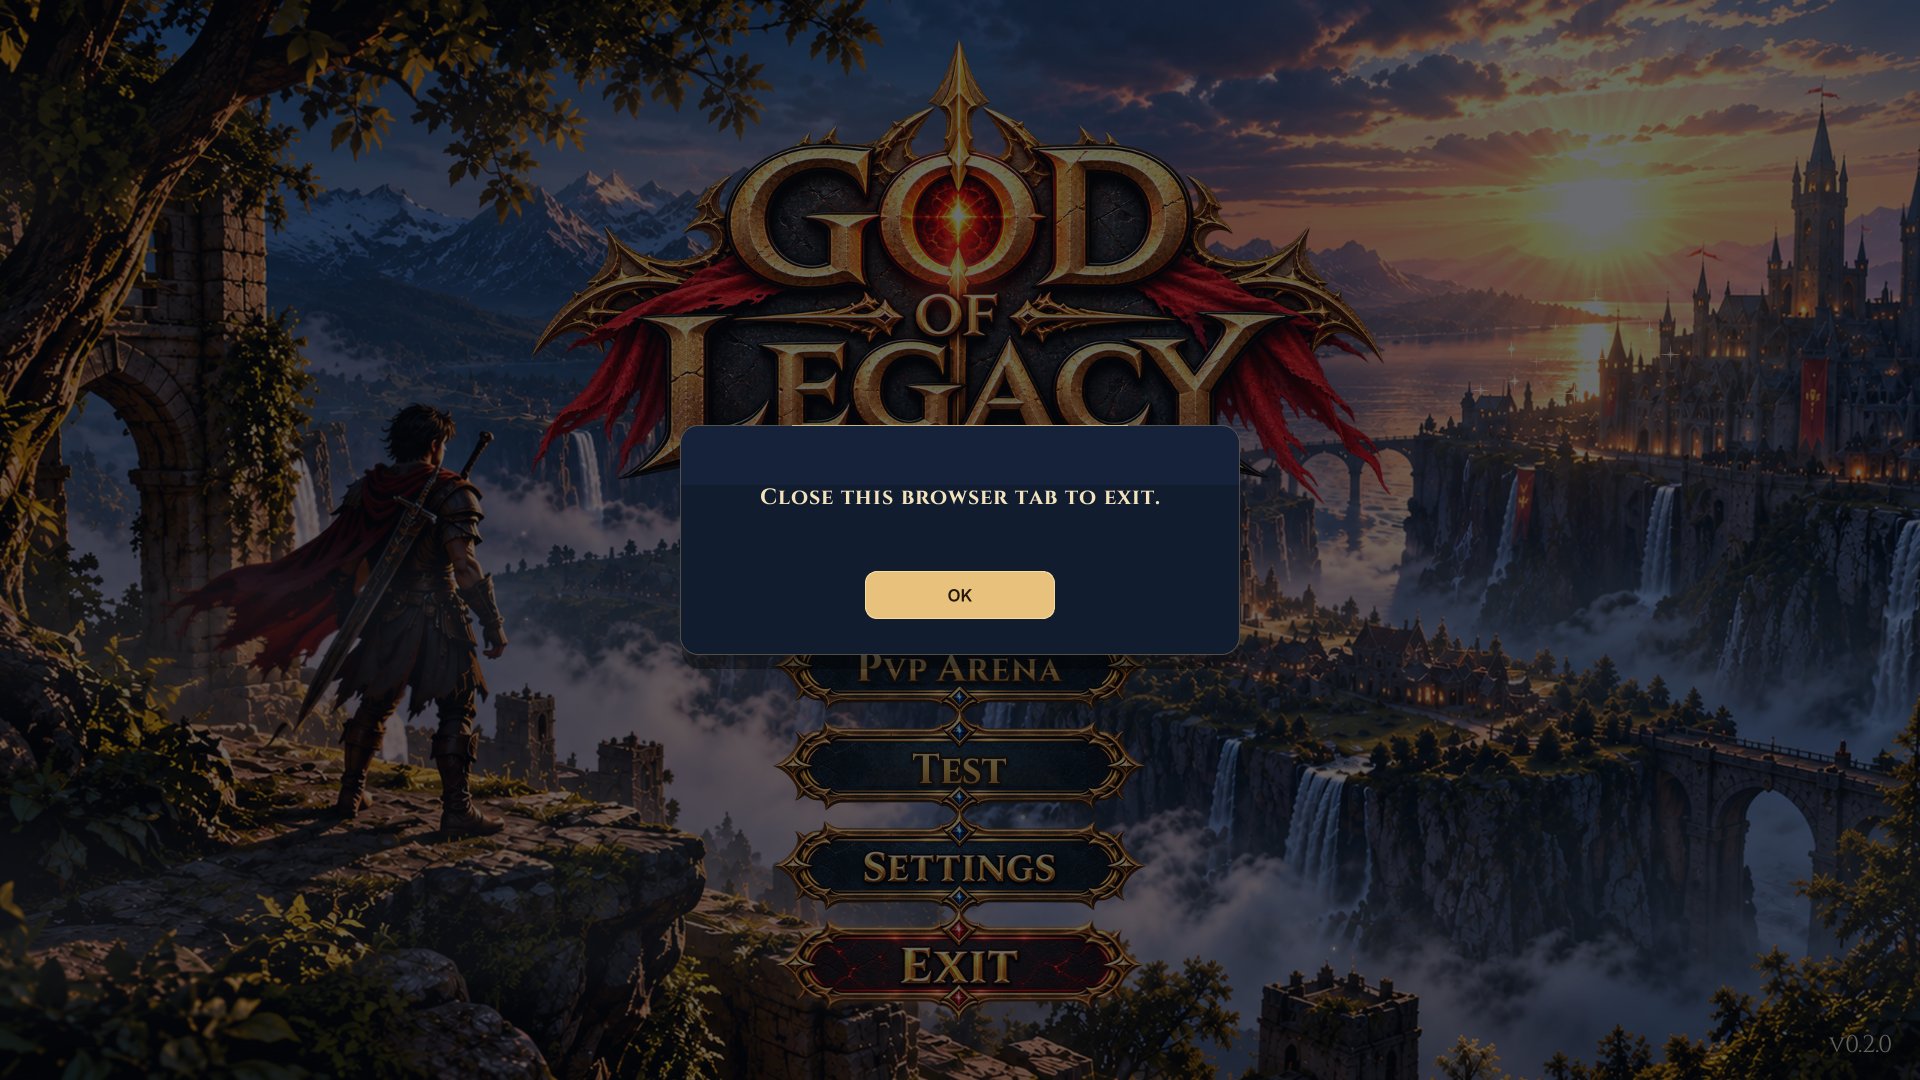 GOD
OF
LEGACY
Close this browser tab to exit.
OK
PvP Arena
Test
Settings
Exit
v0.2.0